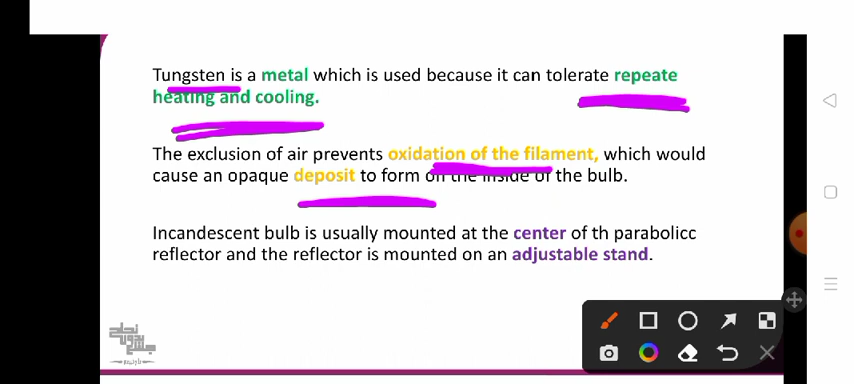 Tungsten is a metal which is used because it can tolerate repeate
heating and cooling.
The exclusion of air prevents oxidation of the filament, which would
cause an opaque deposit to form on the inside of the bulb.
Incandescent bulb is usually mounted at the center of th parabolicc
reflector and the reflector is mounted on an adjustable stand.